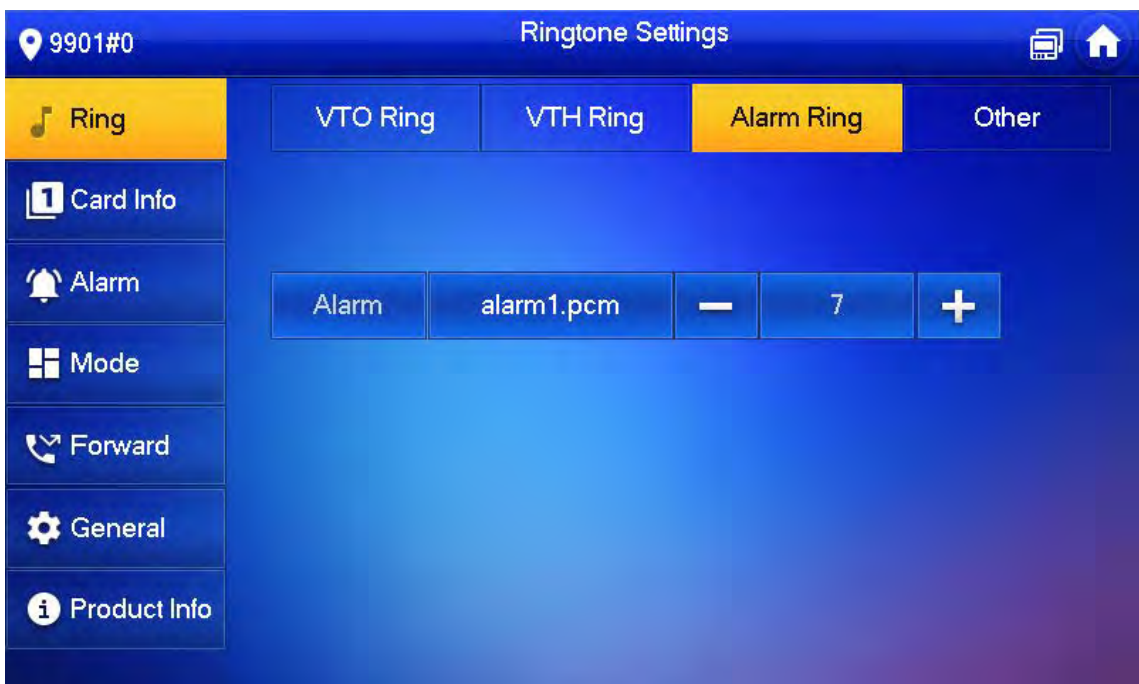 9901#0
Ringtone Settings
Ring
VTO Ring
VTH Ring
Alarm Ring
Other
1 Card Info
Alarm
Alarm
alarm1.pcm
7
Mode
Forward
General
Product Info